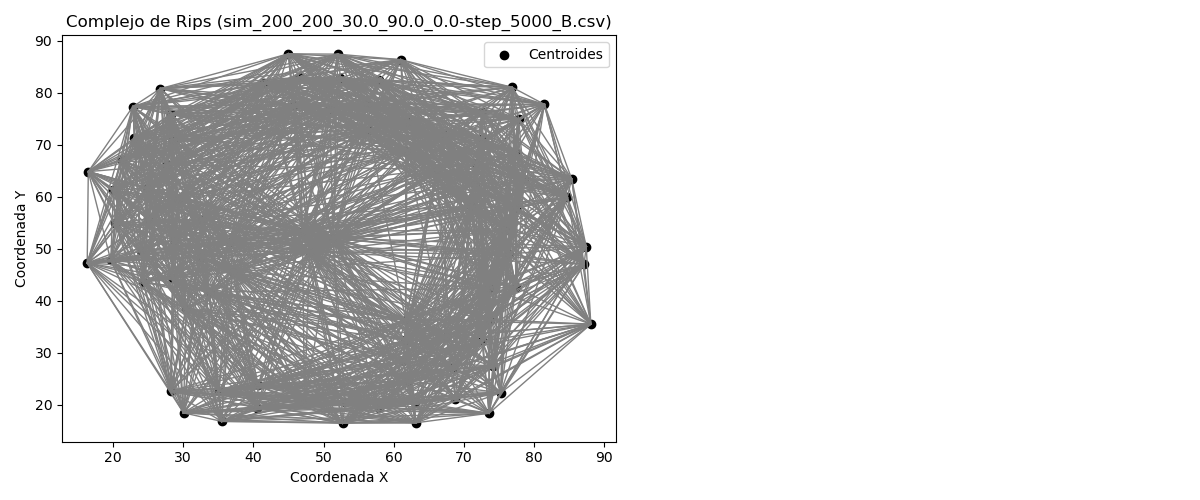 Complejo de Rips (sim_200_200_30.0_90.0_0.0-step_5000_B.csv)
Centroides
Coordenada Y
90
80
70
60
50
40
30
20
20 30 40 50 60 70 80 90
Coordenada X